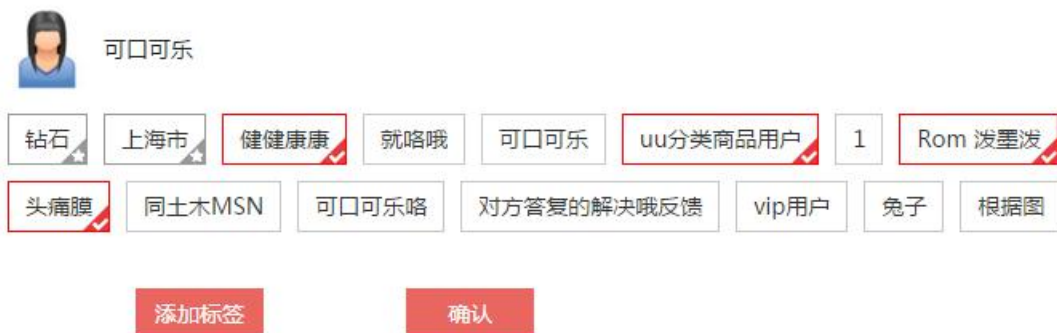 可口可乐
钻石 上海市 健健康康 就咯哦 可口可乐 uu分类商品用户 1 Rom 泼墨泼
头痛膜 同土木MSN 可口可乐咯 对方答复的解决哦反馈 vip用户 兔子 根据图
添加标签 确认